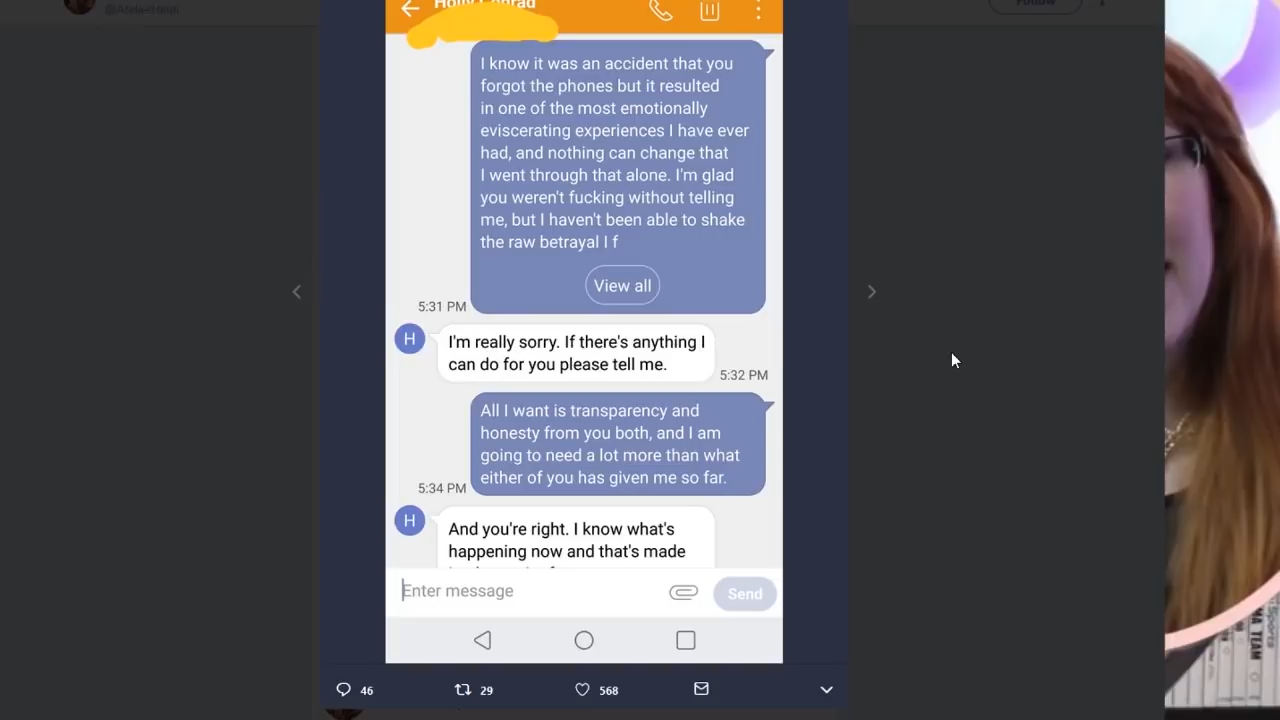 @AtelierHeidi
Follow
Holly Conrad
I know it was an accident that you
forgot the phones but it resulted
in one of the most emotionally
eviscerating experiences I have ever
had, and nothing can change that
I went through that alone. I'm glad
you weren't fucking without telling
me, but I haven't been able to shake
the raw betrayal I f
View all
5:31 PM
H
I'm really sorry. If there's anything I
can do for you please tell me.
5:32 PM
All I want is transparency and
honesty from you both, and I am
going to need a lot more than what
either of you has given me so far.
5:34 PM
H
And you're right. I know what's
happening now and that's made
Enter message
Send
46
29
568
TEAM